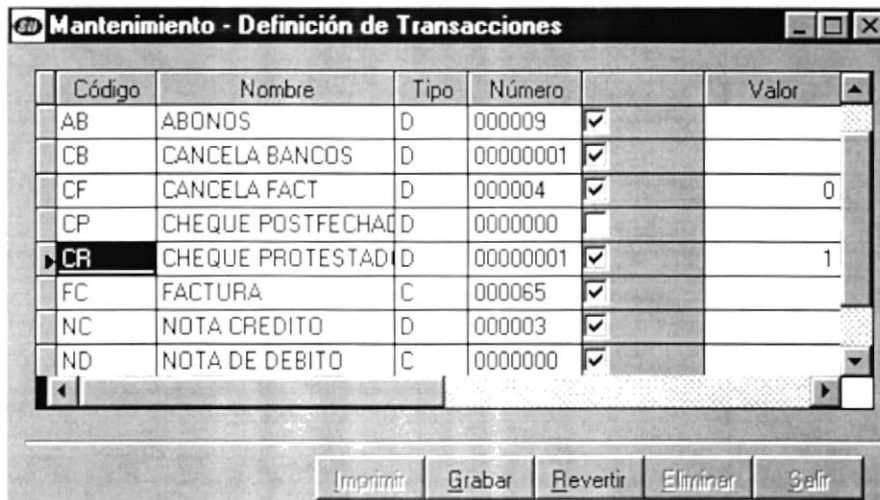 Mantenimiento - Definición de Transacciones
Código Nombre Tipo Número Valor
AB ABONOS D 000009
CB CANCELA BANCOS D 00000001
CF CANCELA FACT D 000004 0
CP CHEQUE POSTFECHAD D 0000000
CR CHEQUE PROTESTAD D 00000001 1
FC FACTURA C 000065
NC NOTA CREDITO D 000003
ND NOTA DE DEBITO C 0000000
Imprimir Grabar Revertir Eliminar Salir